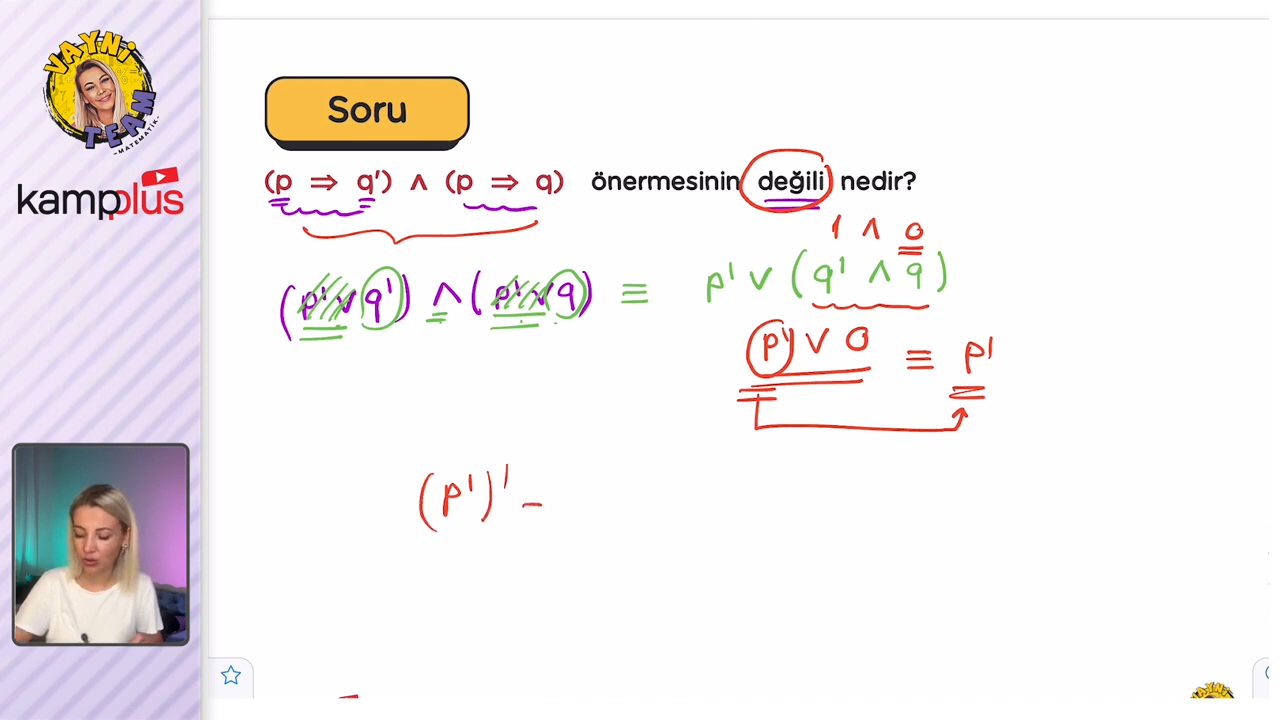 VAYNİ
TEAM
-MATEMATİK-
kampplus
Soru
(p ⇒ q′) ∧ (p ⇒ q) önermesinin değili nedir?
1 ∧ 0
(p′ ∨ q′) ∧ (p′ ∨ q) ≡ p′ ∨ (q′ ∧ q)
p′ ∨ 0 ≡ p′
(p′)′ -